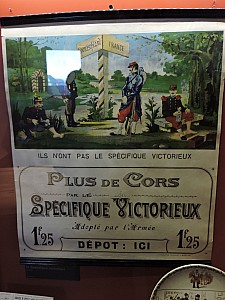 FRANCE
ILS N'ONT PAS LE SPÉCIFIQUE VICTORIEUX
PLUS DE CORS
PAR LE
SPÉCIFIQUE VICTORIEUX
Adopté par l'Armée
1f25
DÉPOT: ICI
1f25